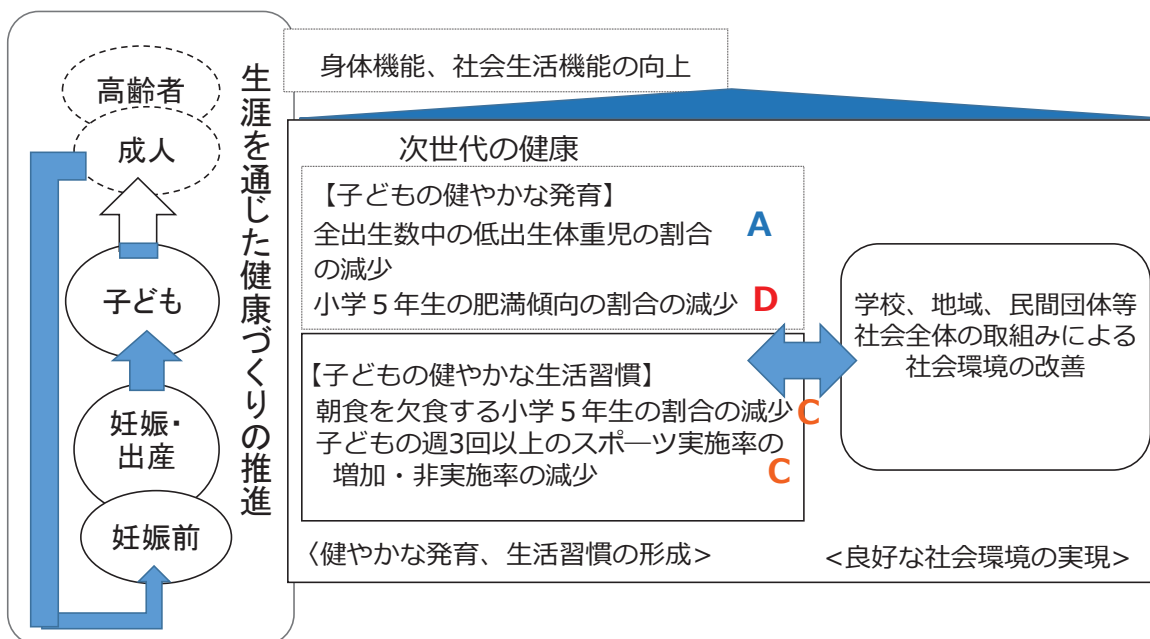 高齢者
成人
子ども
妊娠・
出産
妊娠前
生涯を通じた健康づくりの推進
身体機能、社会生活機能の向上
次世代の健康
【子どもの健やかな発育】
全出生数中の低出生体重児の割合 A
の減少
小学５年生の肥満傾向の割合の減少 D
【子どもの健やかな生活習慣】
朝食を欠食する小学５年生の割合の減少 C
子どもの週3回以上のスポーツ実施率の
増加・非実施率の減少 C
〈健やかな発育、生活習慣の形成>
学校、地域、民間団体等
社会全体の取組みによる
社会環境の改善
<良好な社会環境の実現>